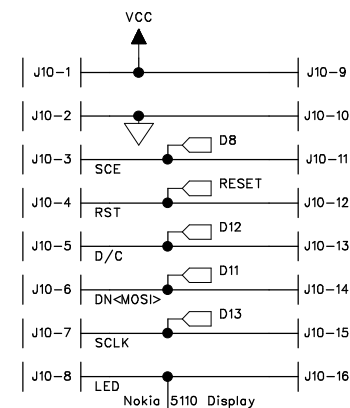 VCC
J10-1 J10-9
J10-2 J10-10
J10-3 D8 J10-11
SCE
J10-4 RESET J10-12
RST
J10-5 D12 J10-13
D/C
J10-6 D11 J10-14
DN<MOSI>
J10-7 D13 J10-15
SCLK
J10-8 J10-16
LED
Nokia 5110 Display